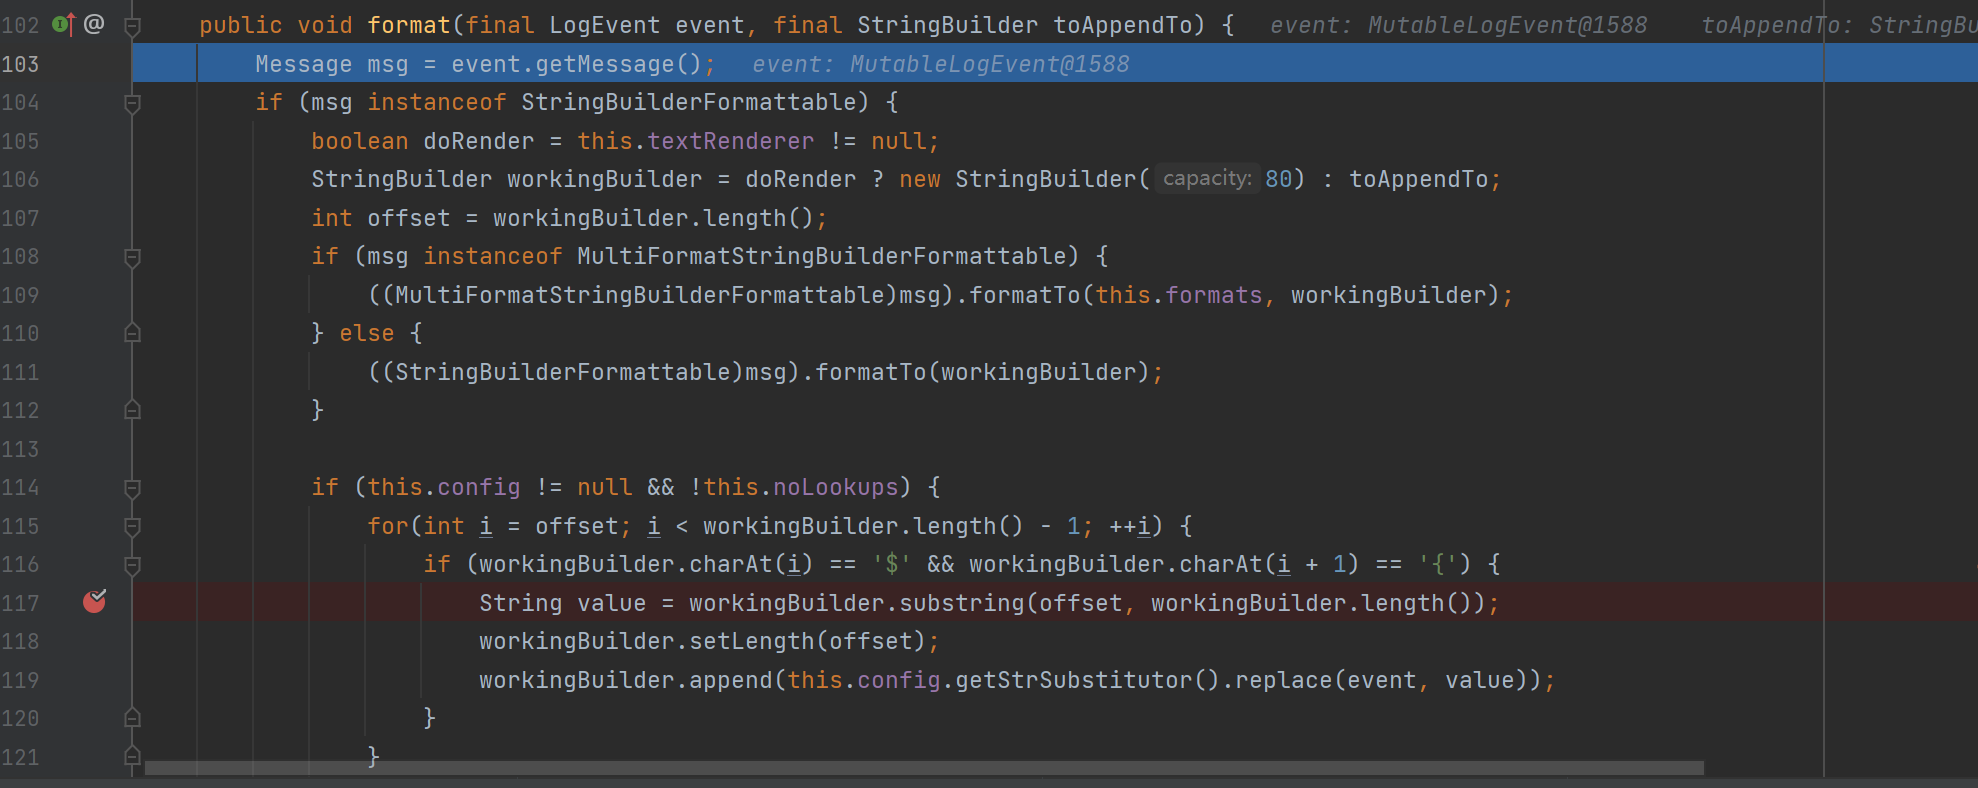 102 @ public void format(final LogEvent event, final StringBuilder toAppendTo) { event: MutableLogEvent@1588 toAppendTo: StringBu
103 Message msg = event.getMessage(); event: MutableLogEvent@1588
104 if (msg instanceof StringBuilderFormattable) {
105 boolean doRender = this.textRenderer != null;
106 StringBuilder workingBuilder = doRender ? new StringBuilder( capacity: 80) : toAppendTo;
107 int offset = workingBuilder.length();
108 if (msg instanceof MultiFormatStringBuilderFormattable) {
109 ((MultiFormatStringBuilderFormattable)msg).formatTo(this.formats, workingBuilder);
110 } else {
111 ((StringBuilderFormattable)msg).formatTo(workingBuilder);
112 }
113
114 if (this.config != null && !this.noLookups) {
115 for(int i = offset; i < workingBuilder.length() - 1; ++i) {
116 if (workingBuilder.charAt(i) == '$' && workingBuilder.charAt(i + 1) == '{') {
117 String value = workingBuilder.substring(offset, workingBuilder.length());
118 workingBuilder.setLength(offset);
119 workingBuilder.append(this.config.getStrSubstitutor().replace(event, value));
120 }
121 }